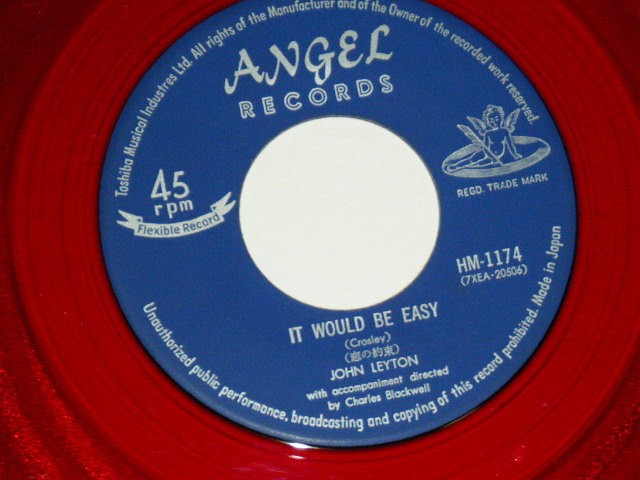 Toshiba Musical Industries Ltd. All rights of the Manufacturer and of the Owner of the recorded work reserved.
ANGEL
RECORDS
45
rpm
Flexible Record
REGD. TRADE MARK
HM-1174
(7XEA-20506)
IT WOULD BE EASY
(Crosley)
(恋の約束)
JOHN LEYTON
with accompaniment directed
by Charles Blackwell
Unauthorized public performance, broadcasting and copying of this record prohibited. Made in Japan